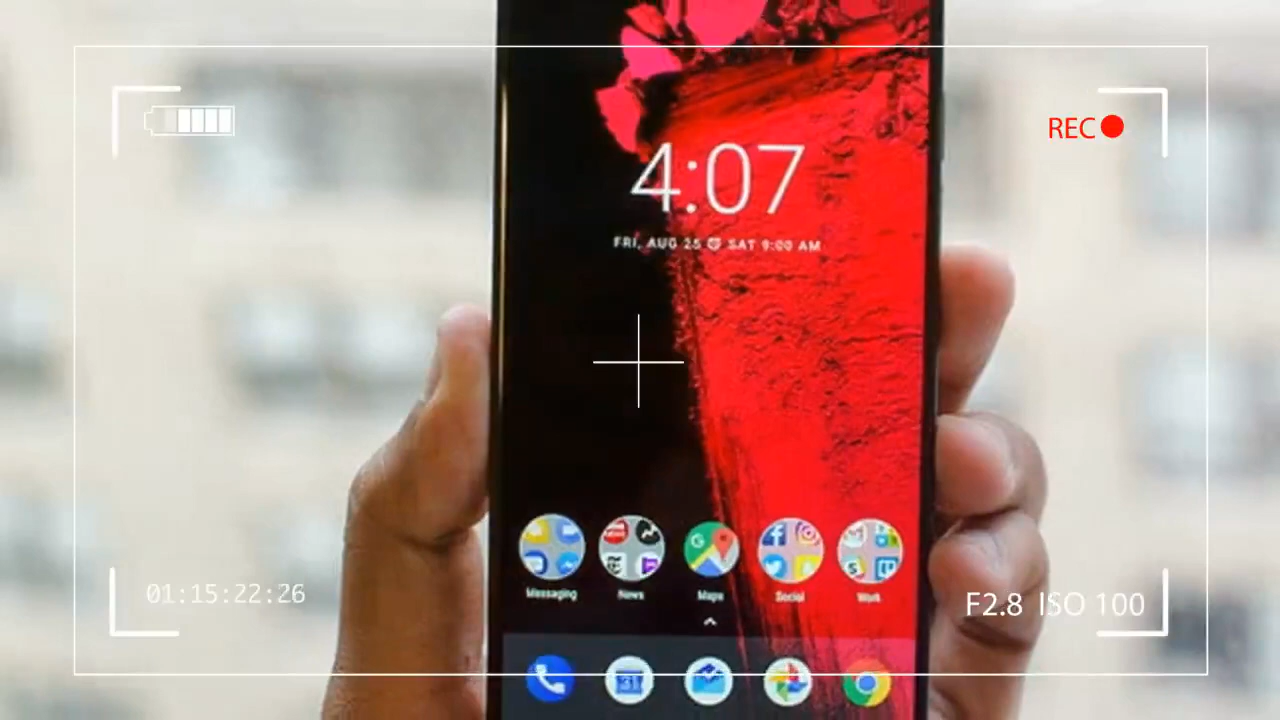 REC
4:07
FRI, AUG 25 SAT 9:00 AM
Messaging
News
Maps
Social
Work
31
01:15:22:26
F2.8 ISO 100